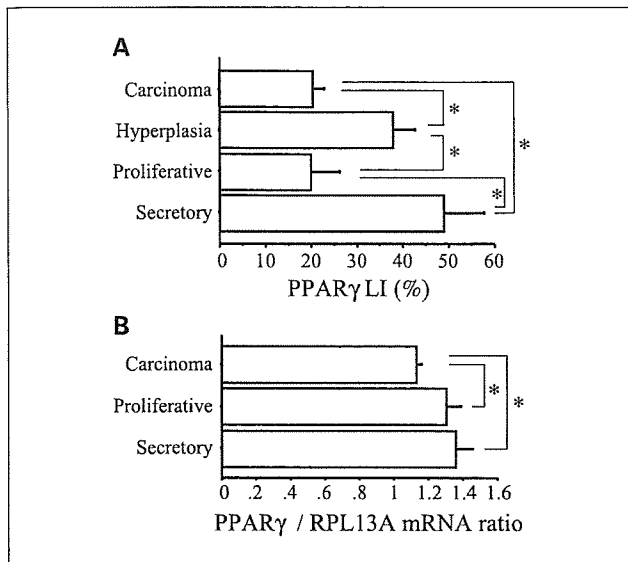 A
Carcinoma
Hyperplasia
Proliferative
Secretory
*
*
*
*
0 10 20 30 40 50 60
PPARγ LI (%)
B
Carcinoma
Proliferative
Secretory
*
*
0 .2 .4 .6 .8 1 1.2 1.4 1.6
PPARγ / RPL13A mRNA ratio